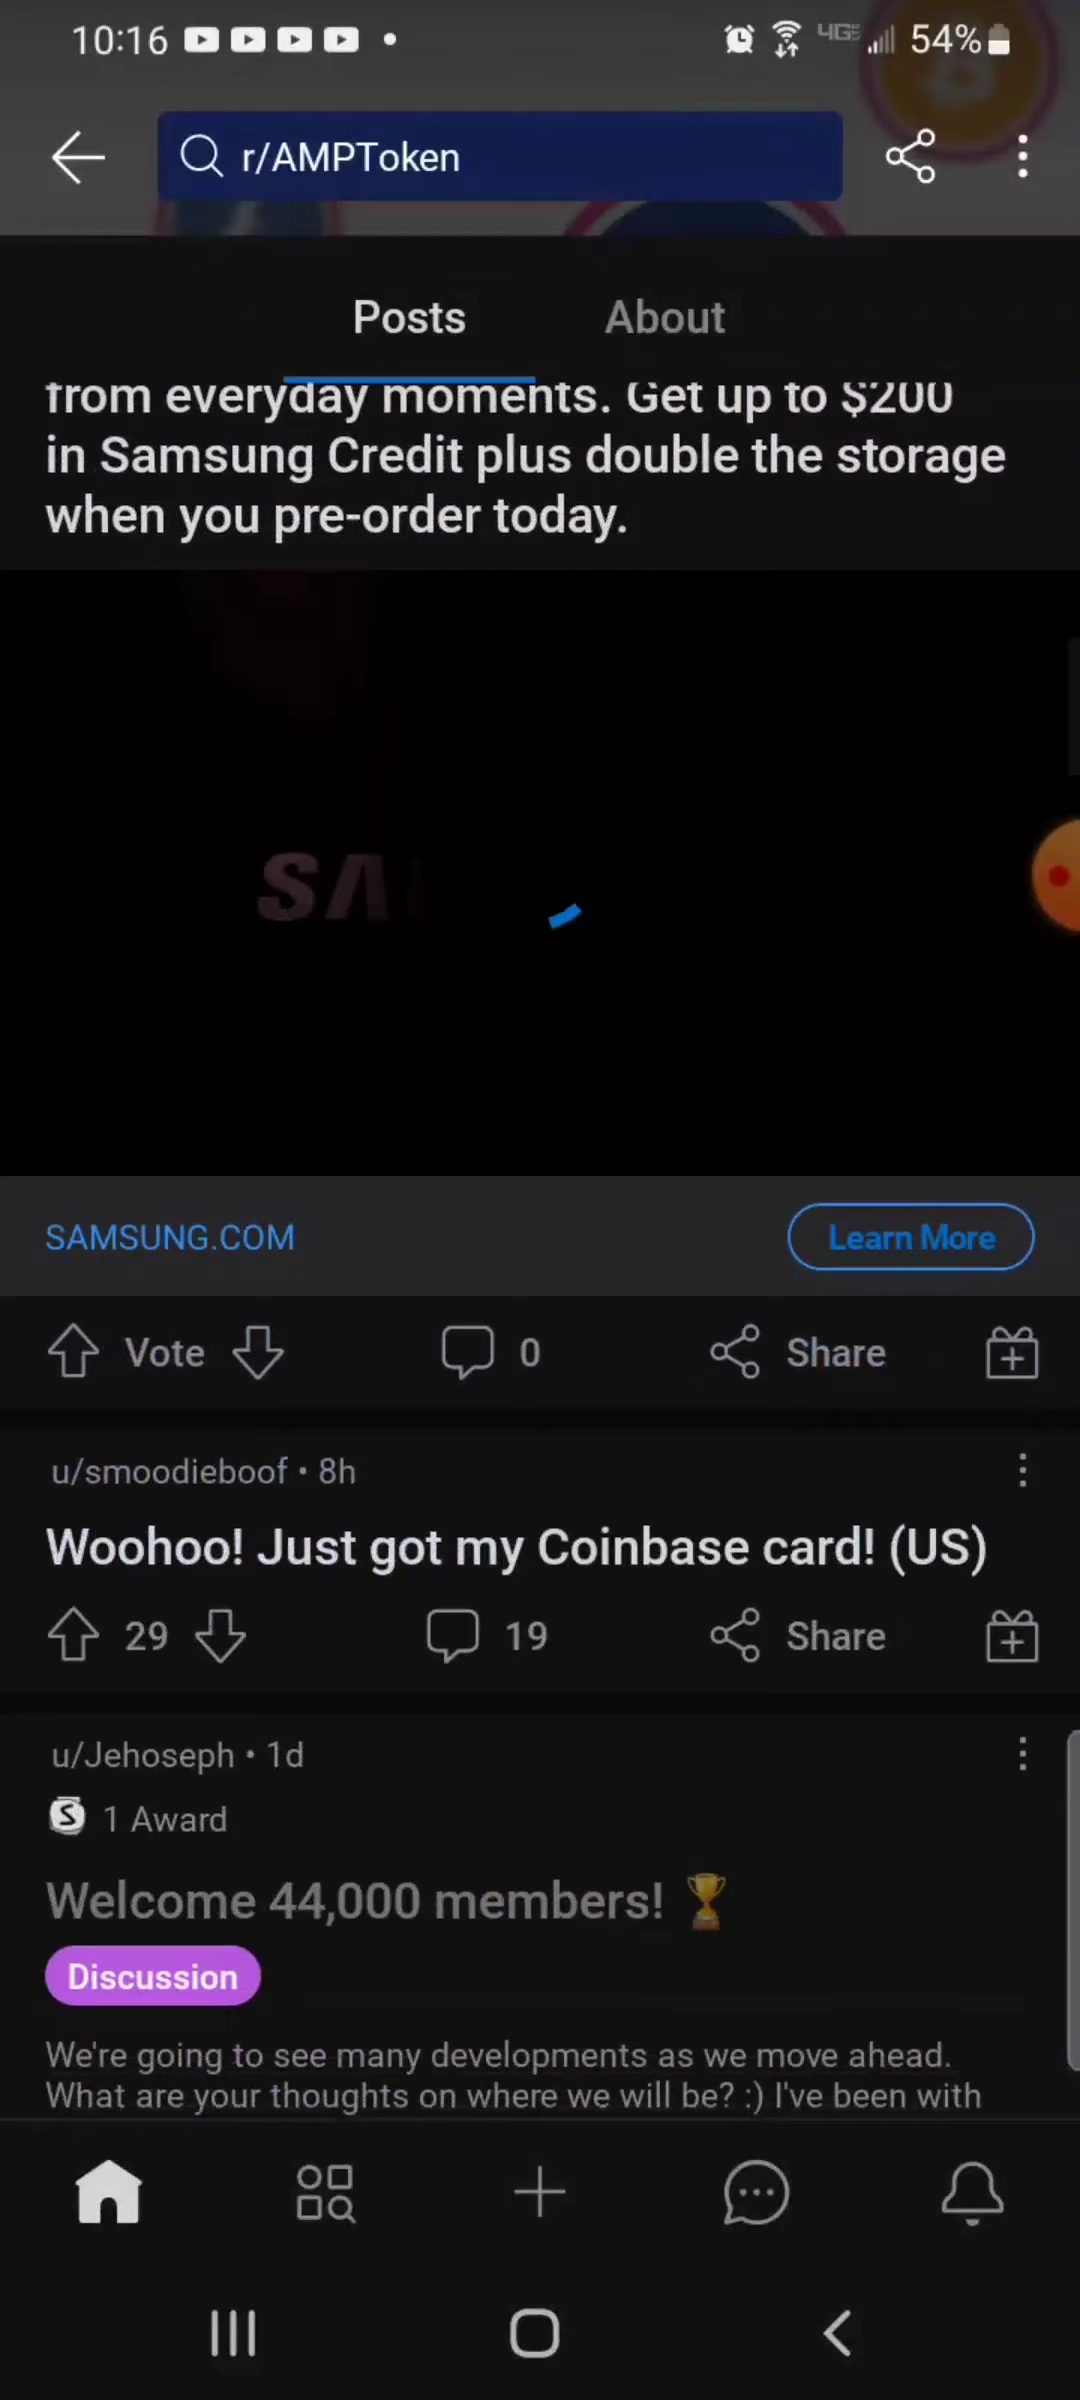 10:16
4GE
54%
r/AMPToken
Posts
About
from everyday moments. Get up to $200
in Samsung Credit plus double the storage
when you pre-order today.
SA
SAMSUNG.COM
Learn More
Vote
0
Share
u/smoodieboof • 8h
Woohoo! Just got my Coinbase card! (US)
29
19
Share
u/Jehoseph • 1d
S
1 Award
Welcome 44,000 members! 🏆
Discussion
We're going to see many developments as we move ahead.
What are your thoughts on where we will be? :) I've been with